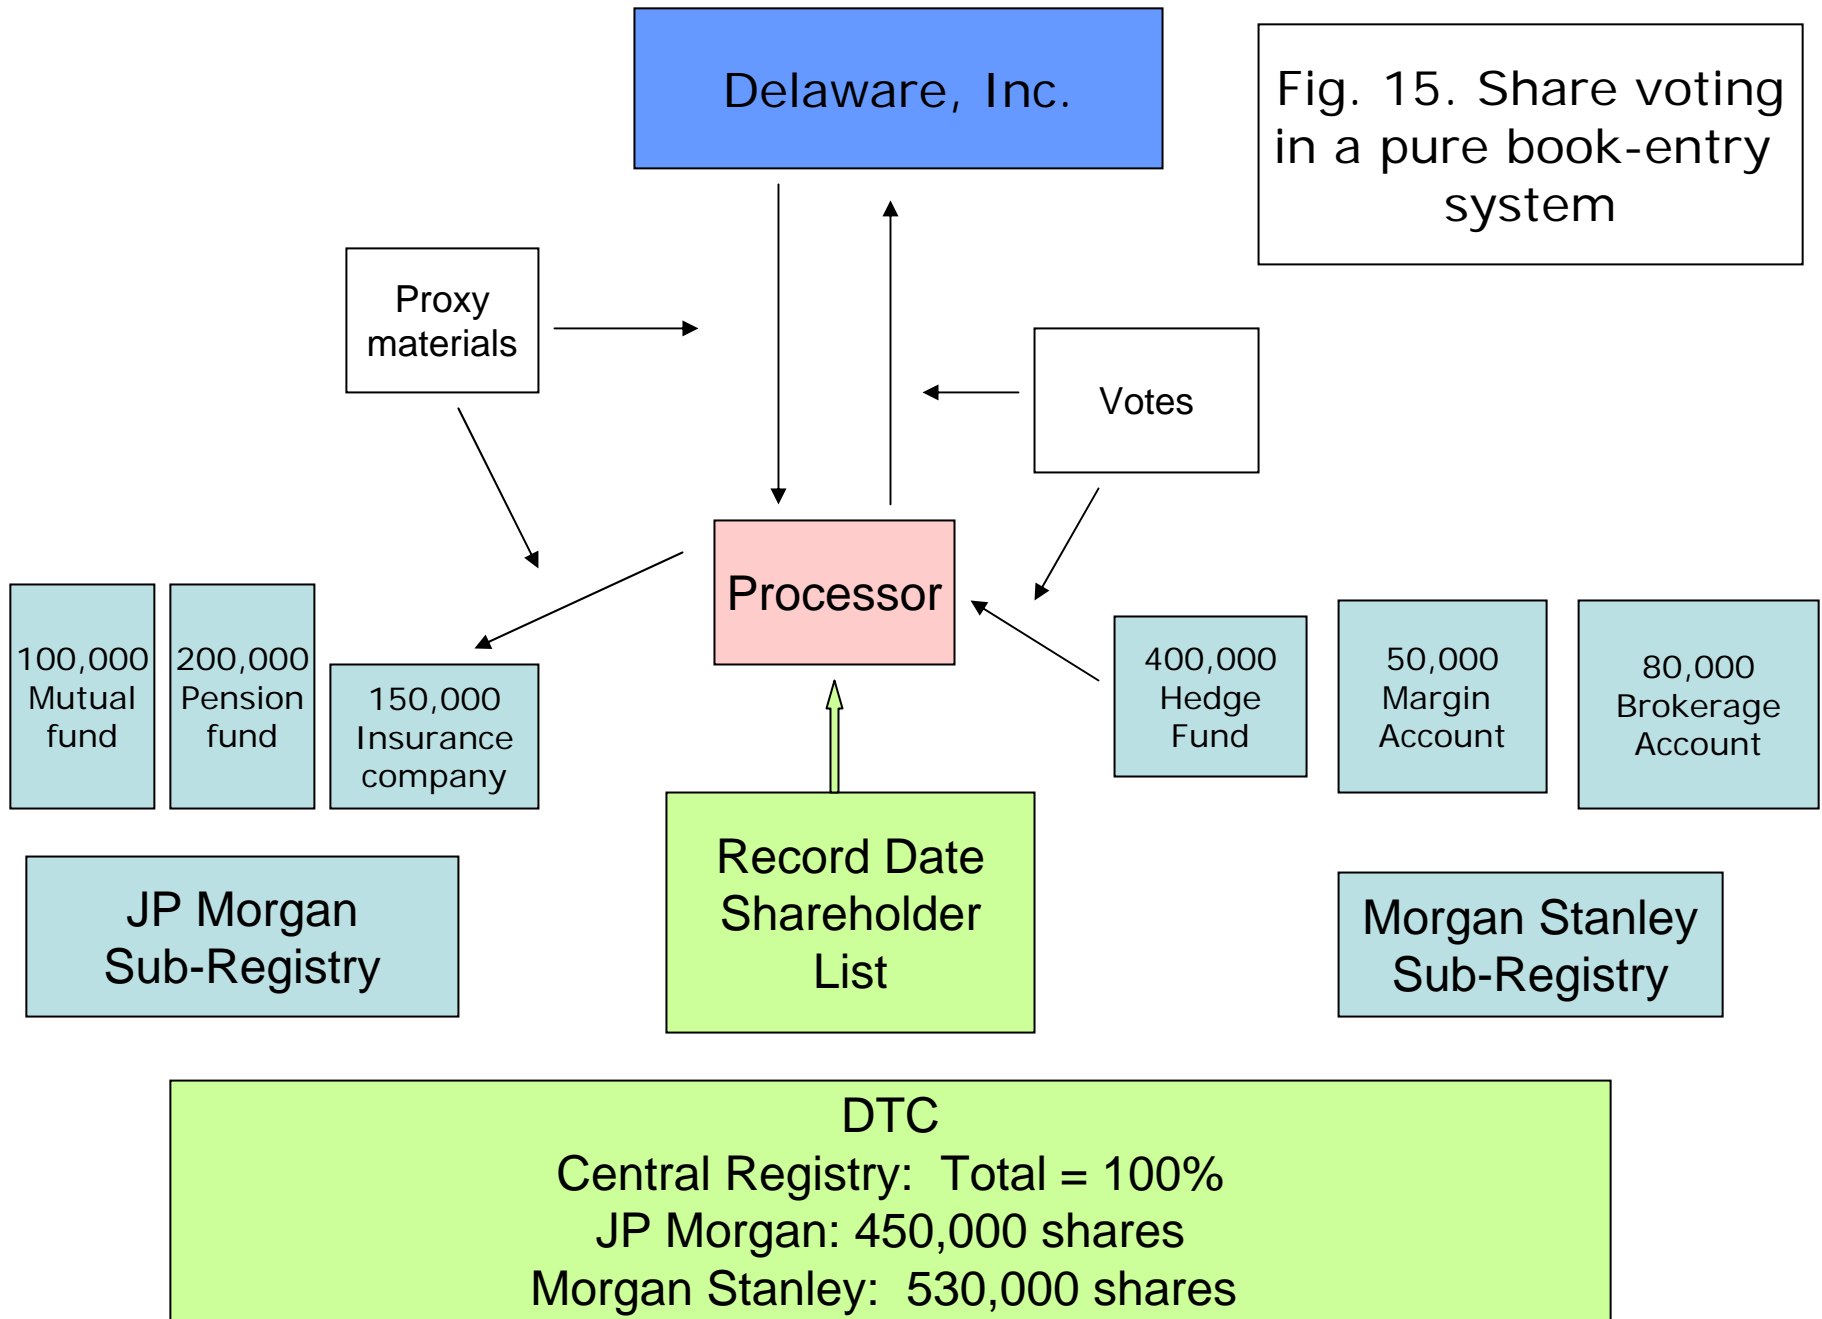 Delaware, Inc.
Fig. 15. Share voting
in a pure book-entry
system
Proxy
materials
Votes
Processor
100,000
Mutual
fund
200,000
Pension
fund
150,000
Insurance
company
400,000
Hedge
Fund
50,000
Margin
Account
80,000
Brokerage
Account
JP Morgan
Sub-Registry
Record Date
Shareholder
List
Morgan Stanley
Sub-Registry
DTC
Central Registry: Total = 100%
JP Morgan: 450,000 shares
Morgan Stanley: 530,000 shares